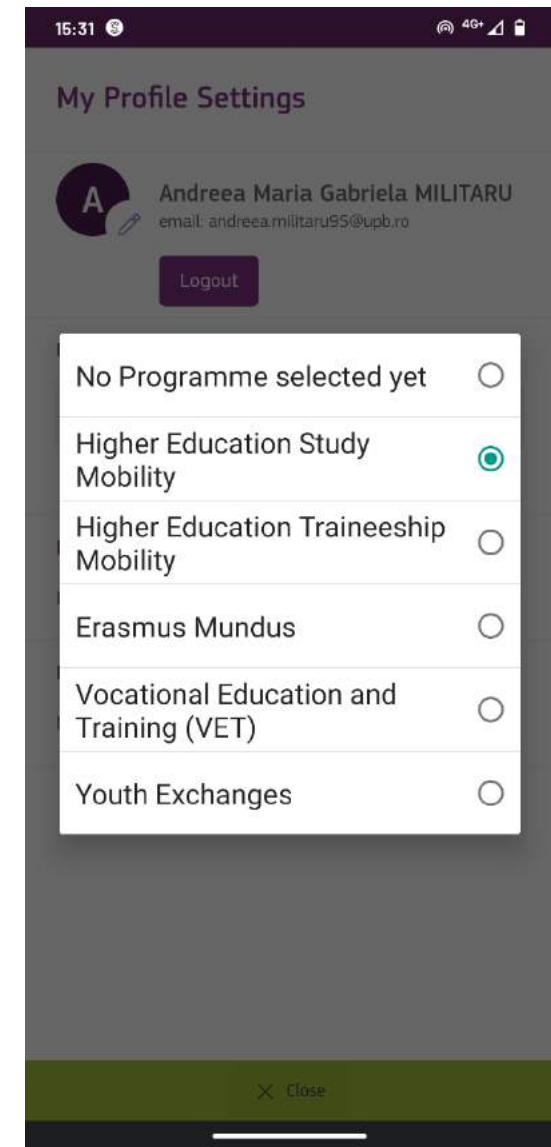 15:31
4G+
My Profile Settings
A
Andreea Maria Gabriela MILITARU
email: andreea.militaru95@upb.ro
Logout
No Programme selected yet
Higher Education Study
Mobility
Higher Education Traineeship
Mobility
Erasmus Mundus
Vocational Education and
Training (VET)
Youth Exchanges
Close